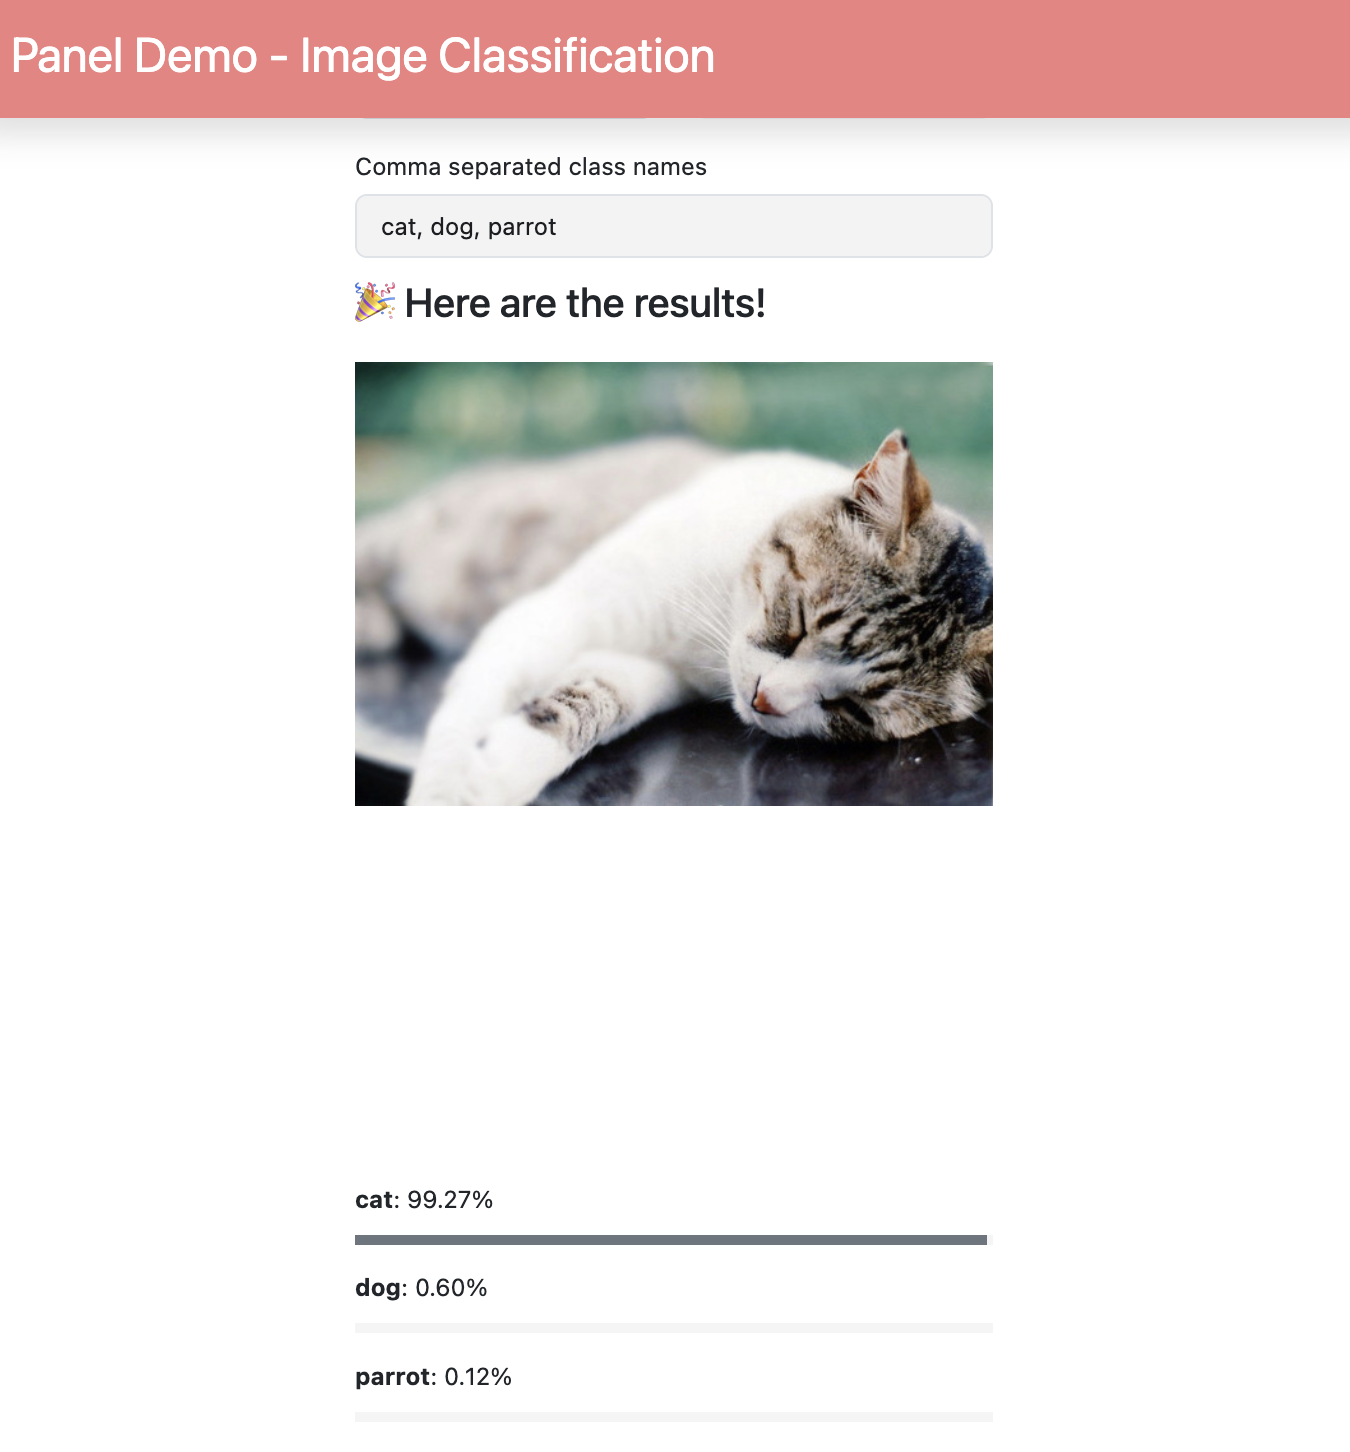 Panel Demo - Image Classification
Comma separated class names
cat, dog, parrot
🎉 Here are the results!
cat: 99.27%
dog: 0.60%
parrot: 0.12%